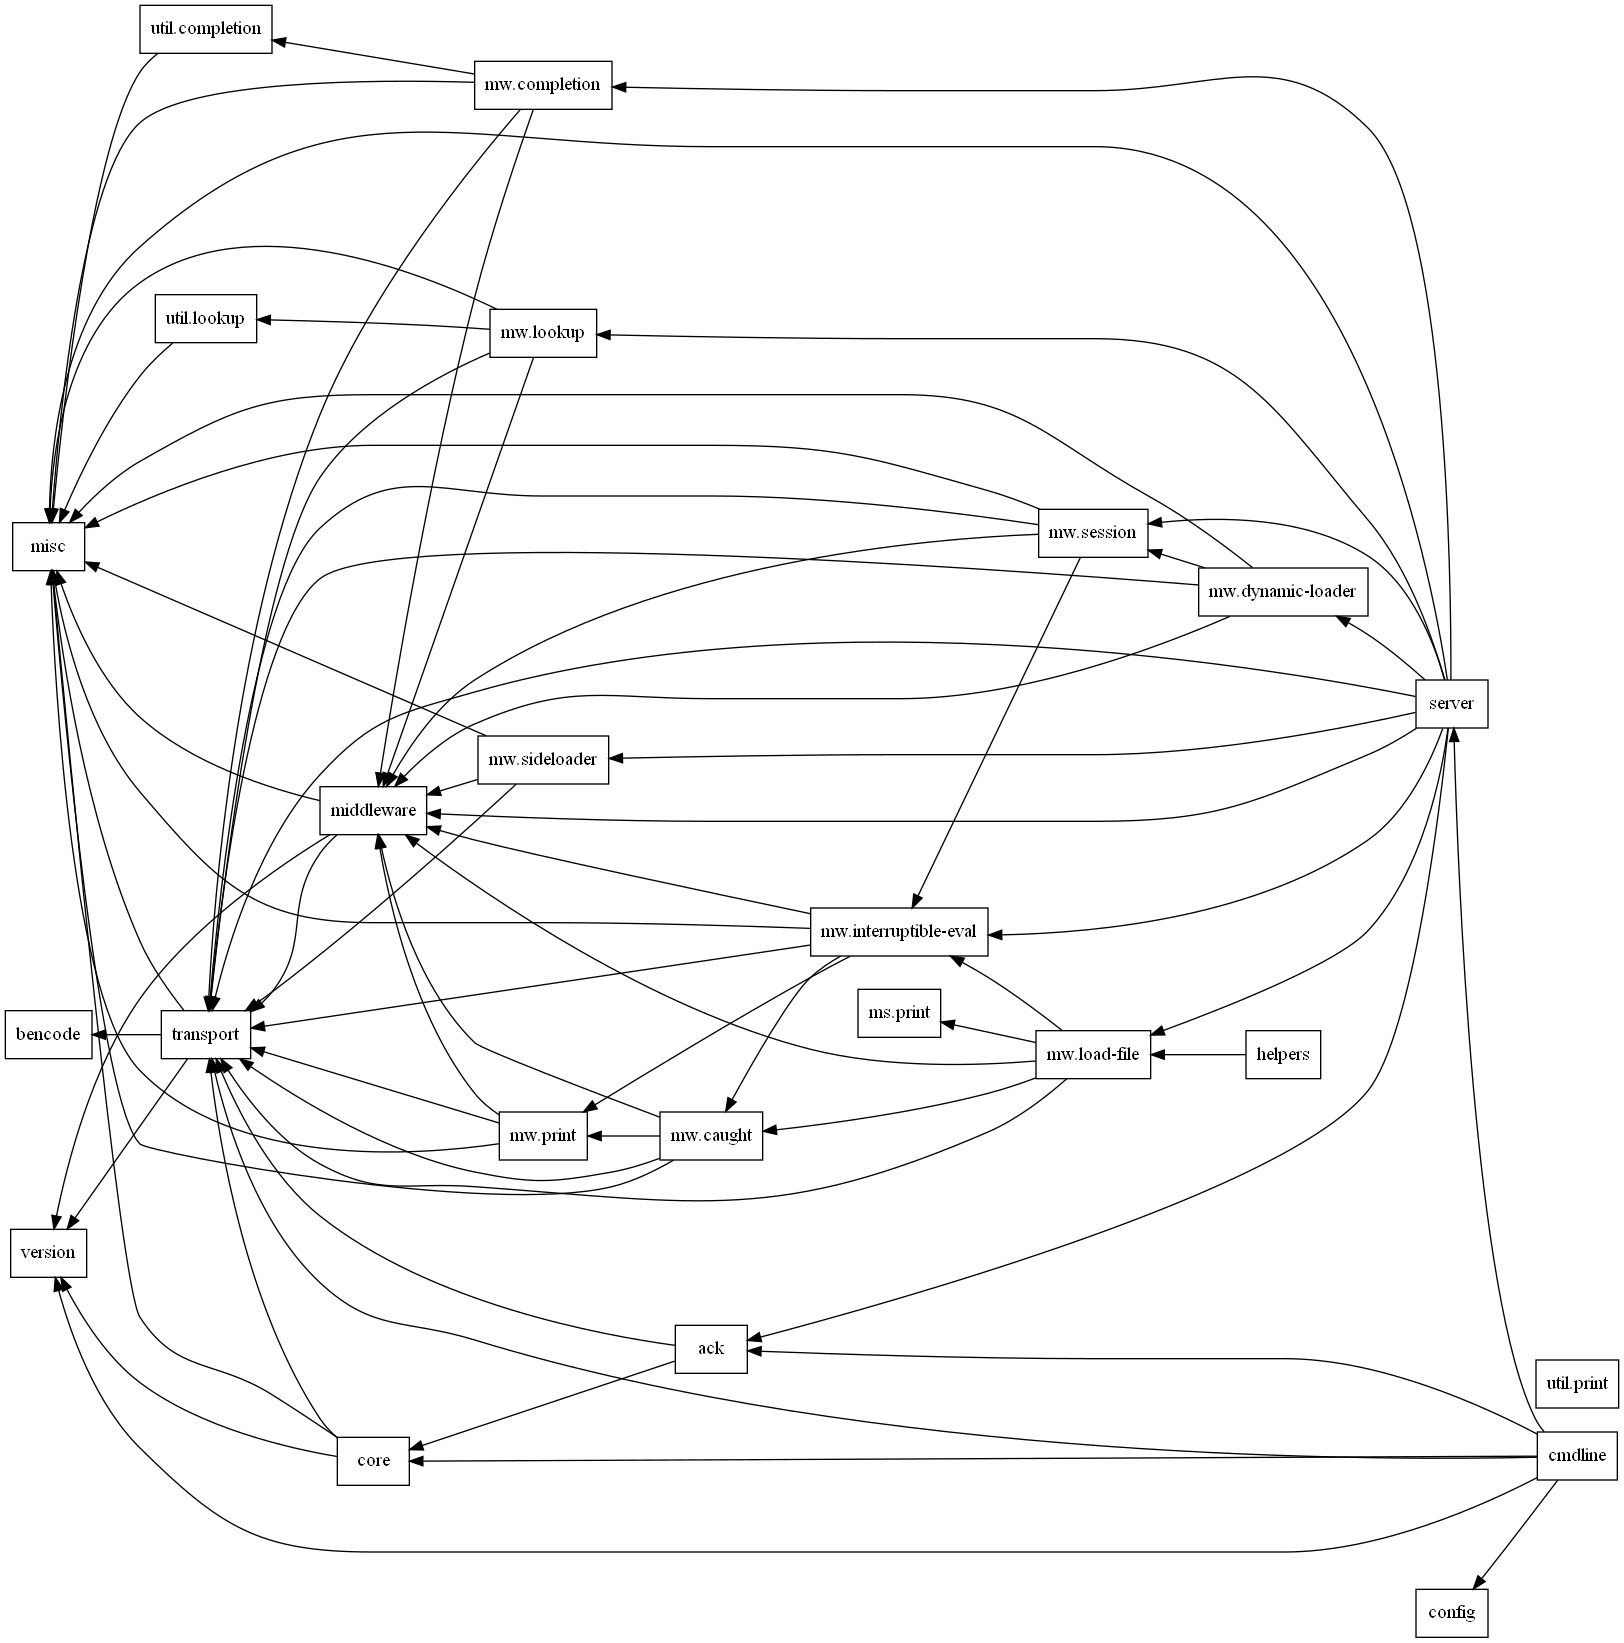 util.completion
mw.completion
util.lookup
mw.lookup
misc
mw.session
mw.dynamic-loader
server
mw.sideloader
middleware
mw.interruptible-eval
ms.print
bencode
transport
mw.load-file
helpers
mw.print
mw.caught
version
ack
util.print
core
cmdline
config